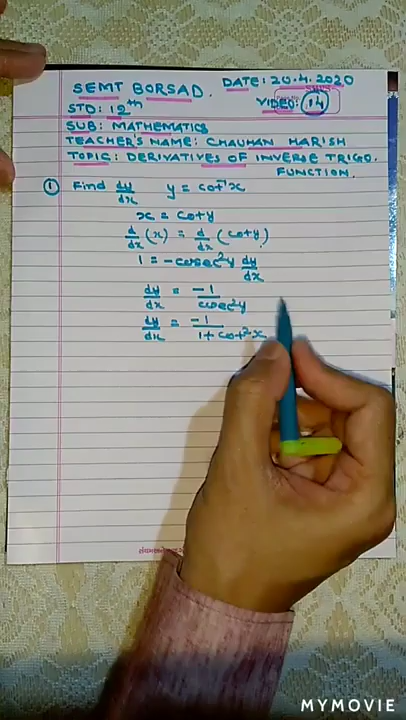 SEMT BORSAD.
DATE: 20.4.2020
STD: 12th
VIDEO: 14
SUB: MATHEMATICS
TEACHER'S NAME: CHAUHAN HARISH
TOPIC: DERIVATIVES OF INVERSE TRIGO. FUNCTION.
① Find dy/dx y = cot⁻¹x
x = coty
d/dx (x) = d/dx (coty)
1 = -cosec²y dy/dx
dy/dx = -1/cosec²y
dy/dx = -1/1+cot²x
MYMOVIE